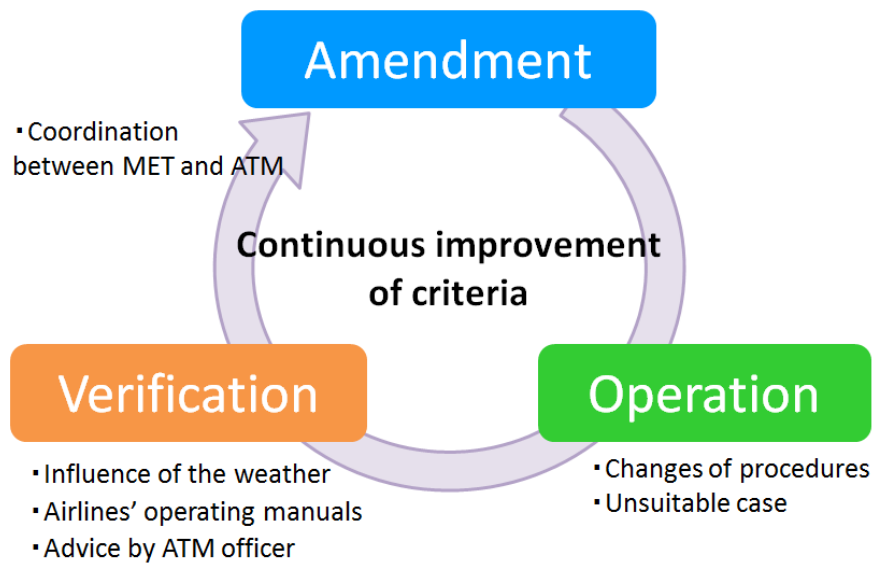 Amendment
・Coordination
between MET and ATM
Continuous improvement
of criteria
Verification
Operation
・Influence of the weather
・Airlines’ operating manuals
・Advice by ATM officer
・Changes of procedures
・Unsuitable case